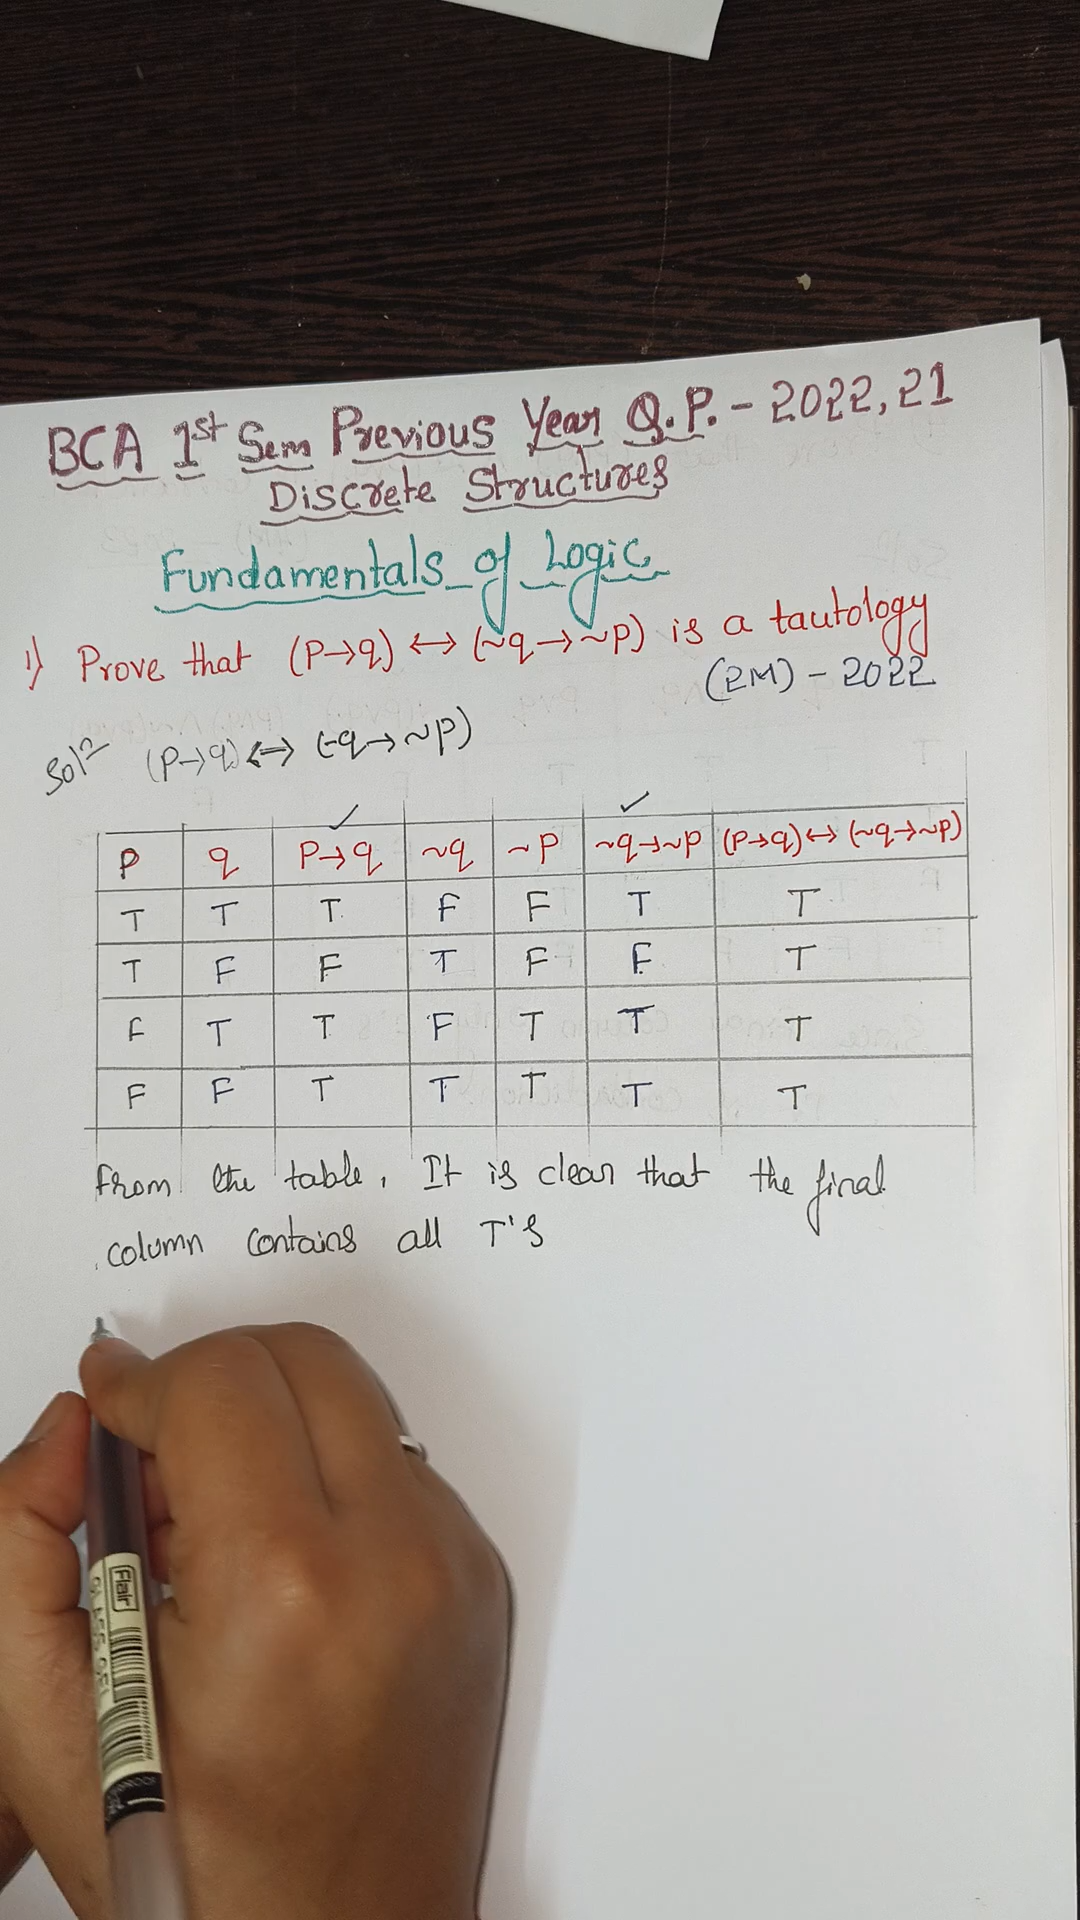 BCA 1st Sem Previous Year Q.P. - 2022, 21
Discrete Structures
Fundamentals of Logic
1) Prove that (P→q) ↔ (~q→~P) is a tautology
(2M) - 2022
Sol? (P→q) ↔ (-q→~P)
P q P→q ~q ~P ~q→~P (P→q)↔(~q→~P)
T T T F F T T
T F F T F F T
F T T F T T T
F F T T T T T
From the table, It is clear that the final
column contains all T's
Flair